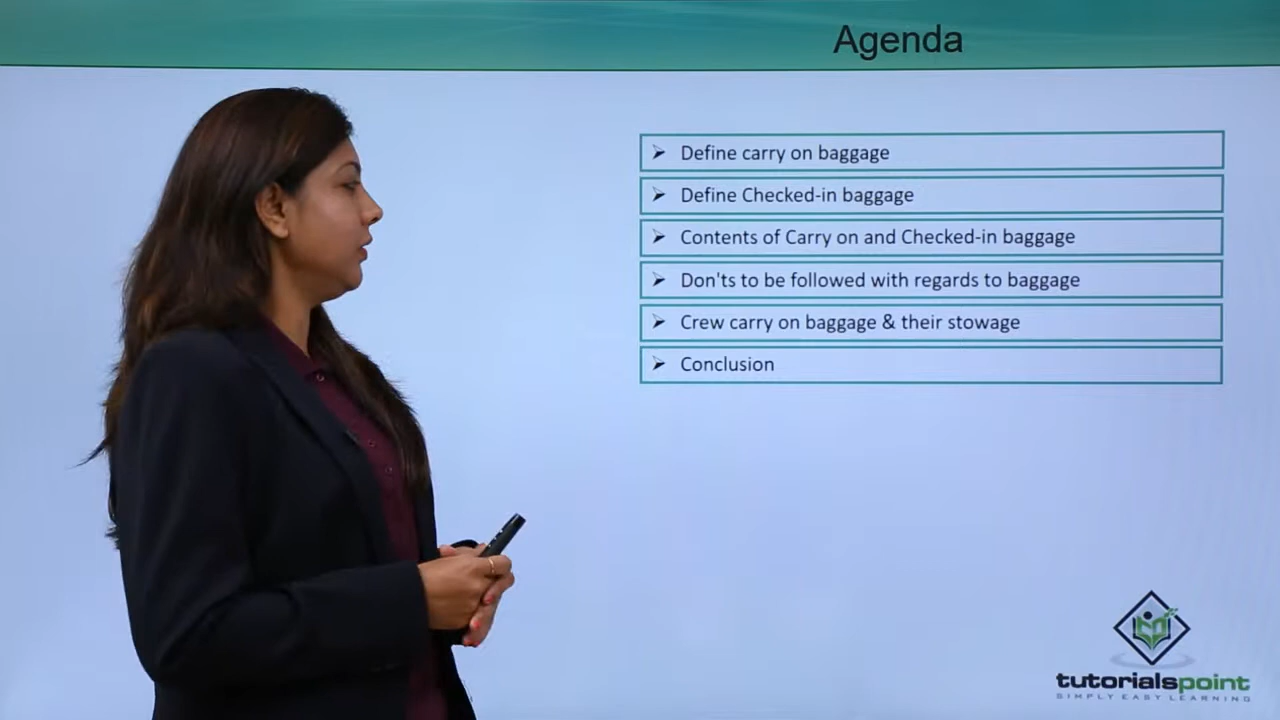 Agenda
Define carry on baggage
Define Checked-in baggage
Contents of Carry on and Checked-in baggage
Don'ts to be followed with regards to baggage
Crew carry on baggage & their stowage
Conclusion
tutorialspoint
SIMPLY EASY LEARNING